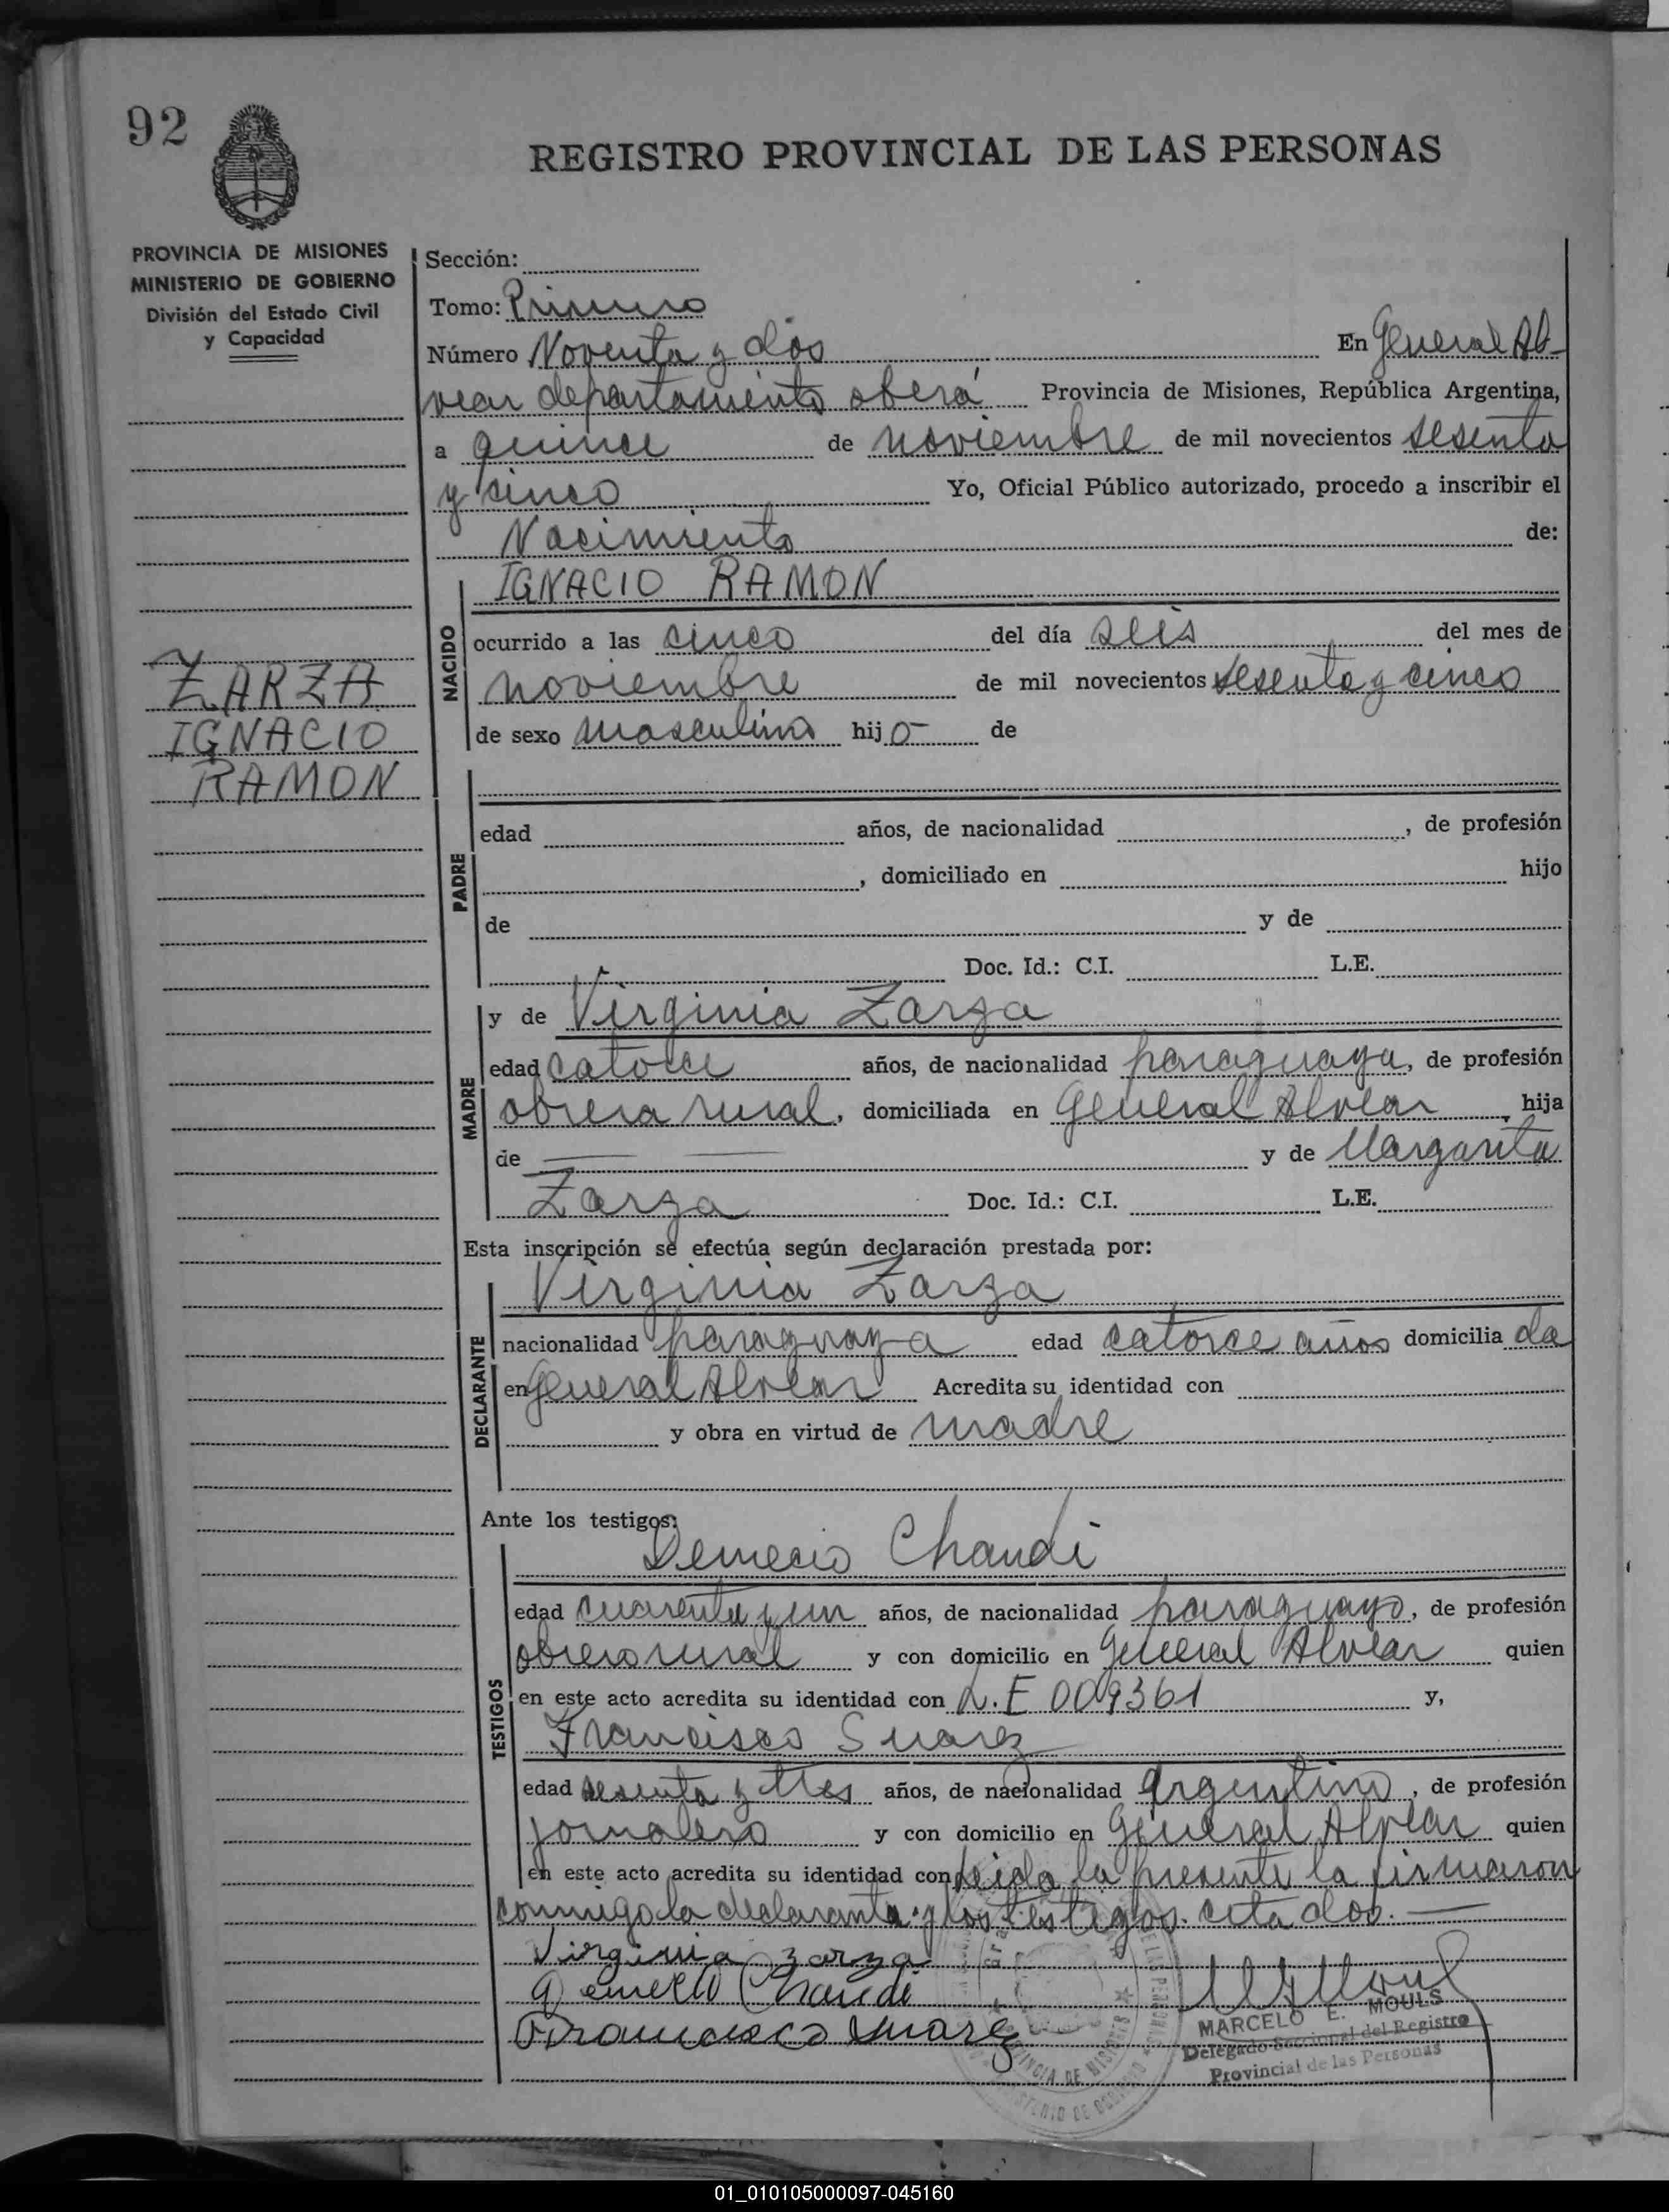 92
REGISTRO PROVINCIAL DE LAS PERSONAS
PROVINCIA DE MISIONES
MINISTERIO DE GOBIERNO
División del Estado Civil
y Capacidad
Sección:
Tomo: Primero
Número Noventa y dos En General Al-
vear departamento oberá Provincia de Misiones, República Argentina,
a quince de noviembre de mil novecientos sesenta
y cinco Yo, Oficial Público autorizado, procedo a inscribir el
Nacimiento de:
ZARZA
IGNACIO
RAMON
NACIDO
IGNACIO RAMON
ocurrido a las cinco del día seis del mes de
noviembre de mil novecientos sesenta y cinco
de sexo masculino hijo de
PADRE
edad años, de nacionalidad , de profesión
, domiciliado en hijo
de y de
Doc. Id.: C.I. L.E.
MADRE
y de Virginia Zarza
edad catorce años, de nacionalidad paraguaya, de profesión
obrera rural, domiciliada en General Alvear, hija
de — — y de Margarita
Zarza Doc. Id.: C.I. L.E.
Esta inscripción se efectúa según declaración prestada por:
DECLARANTE
Virginia Zarza
nacionalidad paraguaya edad catorce años domiciliada
en General Alvear Acredita su identidad con
y obra en virtud de madre
Ante los testigos:
TESTIGOS
Demecio Chandi
edad cuarenta y un años, de nacionalidad paraguayo, de profesión
obrero rural y con domicilio en General Alvear quien
en este acto acredita su identidad con L.E 009361 y,
Francisco Suarez
edad sesenta y tres años, de nacionalidad argentino, de profesión
jornalero y con domicilio en General Alvear quien
en este acto acredita su identidad con Leida la presente la firmaron
conmigo la declarante y los testigos citados. —
Virginia Zarza
Demecio Chandi
Francisco Suarez
MARCELO E. MOULS
Delegado Seccional del Registro
Provincial de las Personas
01_010105000097-045160